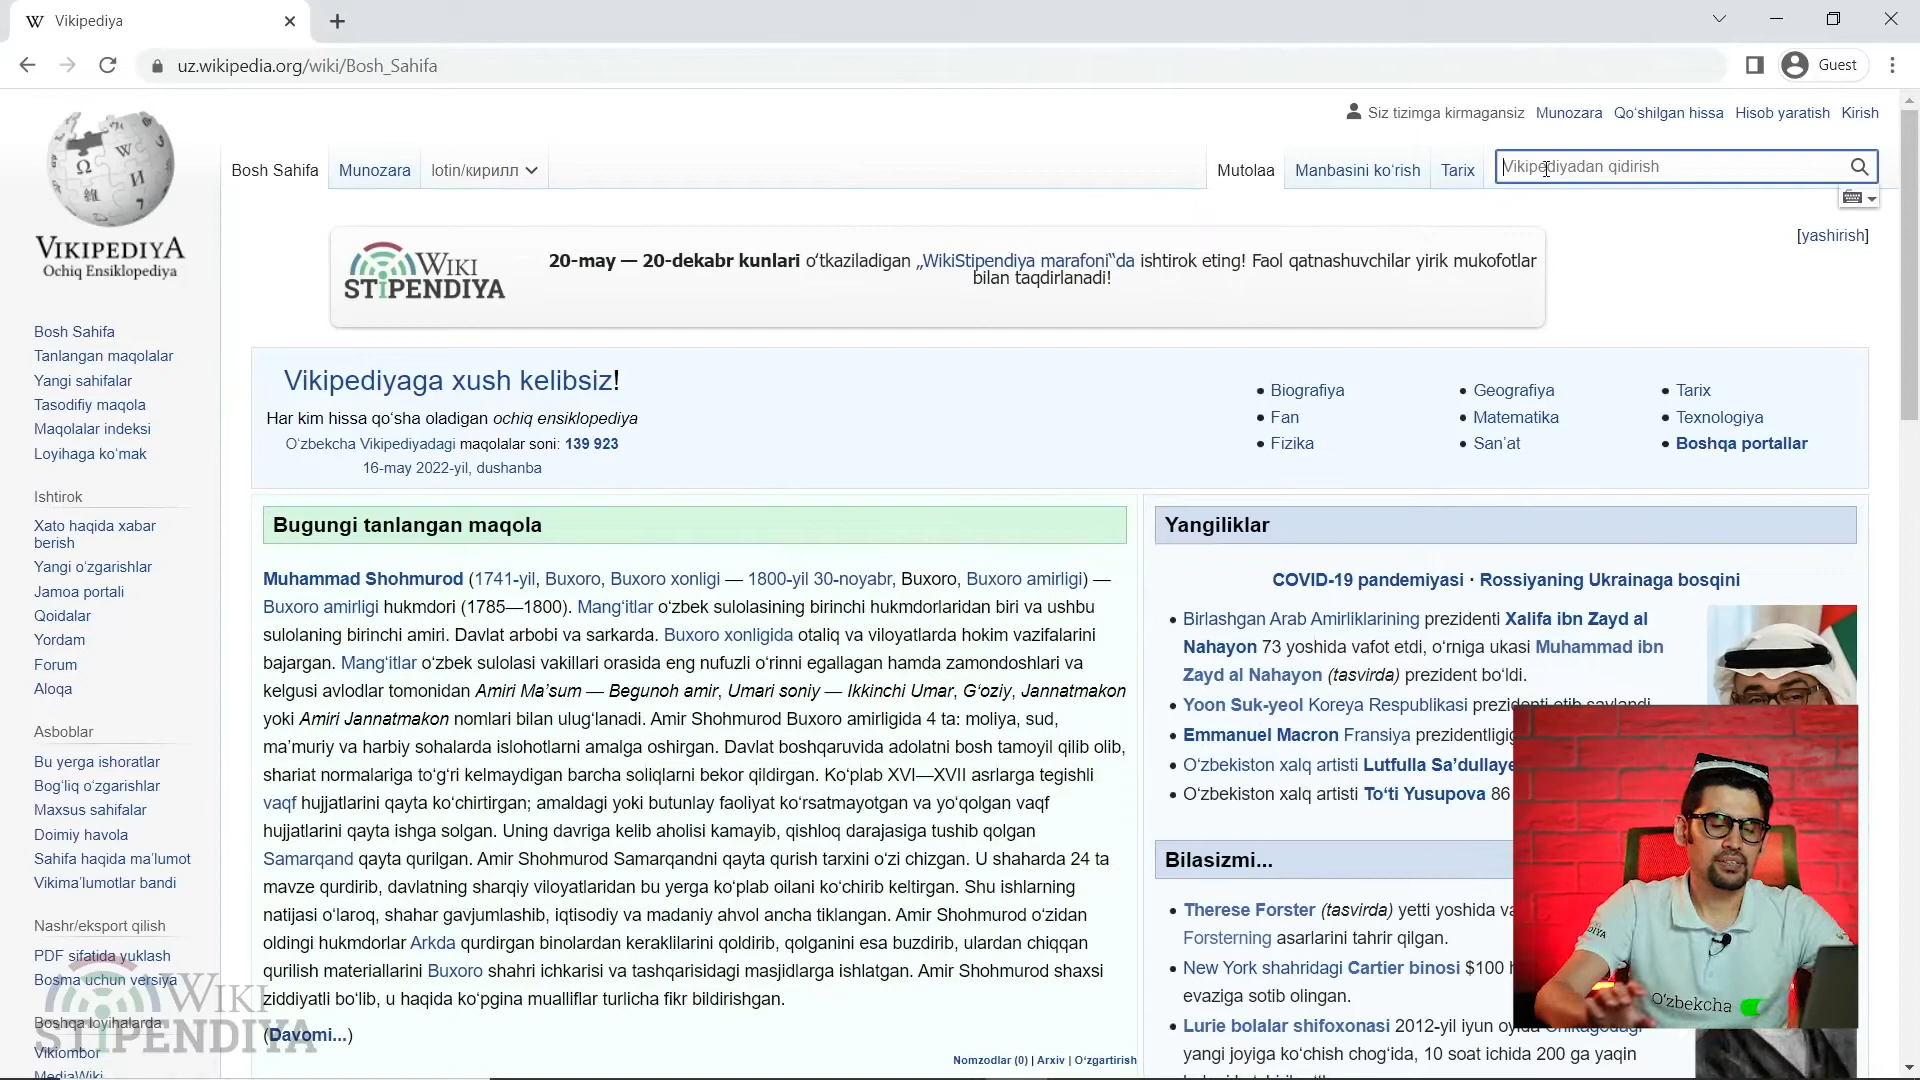 Vikipediya
uz.wikipedia.org/wiki/Bosh_Sahifa
Guest
Siz tizimga kirmagansiz Munozara Qoʻshilgan hissa Hisob yaratish Kirish
VIKIPEDIYA
Ochiq Ensiklopediya
Bosh Sahifa Munozara lotin/кирилл
Mutolaa Manbasini koʻrish Tarix Vikipediyadan qidirish
[yashirish]
WIKI STIPENDIYA
20-may — 20-dekabr kunlari oʻtkaziladigan „WikiStipendiya marafoni“da ishtirok eting! Faol qatnashuvchilar yirik mukofotlar
bilan taqdirlanadi!
Bosh Sahifa
Tanlangan maqolalar
Yangi sahifalar
Tasodifiy maqola
Maqolalar indeksi
Loyihaga koʻmak
Ishtirok
Xato haqida xabar
berish
Yangi oʻzgarishlar
Jamoa portali
Qoidalar
Yordam
Forum
Aloqa
Asboblar
Bu yerga ishoratlar
Bogʻliq oʻzgarishlar
Maxsus sahifalar
Doimiy havola
Sahifa haqida maʼlumot
Vikimaʼlumotlar bandi
Nashr/eksport qilish
PDF sifatida yuklash
Bosma uchun versiya
Boshqa loyihalarda
Vikiombor
MediaWiki
WIKI
STIPENDIYA
Vikipediyaga xush kelibsiz!
Har kim hissa qoʻsha oladigan ochiq ensiklopediya
Oʻzbekcha Vikipediyadagi maqolalar soni: 139 923
16-may 2022-yil, dushanba
Biografiya
Fan
Fizika
Geografiya
Matematika
Sanʼat
Tarix
Texnologiya
Boshqa portallar
Bugungi tanlangan maqola
Muhammad Shohmurod (1741-yil, Buxoro, Buxoro xonligi — 1800-yil 30-noyabr, Buxoro, Buxoro amirligi) —
Buxoro amirligi hukmdori (1785—1800). Mangʻitlar oʻzbek sulolasining birinchi hukmdorlaridan biri va ushbu
sulolaning birinchi amiri. Davlat arbobi va sarkarda. Buxoro xonligida otaliq va viloyatlarda hokim vazifalarini
bajargan. Mangʻitlar oʻzbek sulolasi vakillari orasida eng nufuzli oʻrinni egallagan hamda zamondoshlari va
kelgusi avlodlar tomonidan Amiri Maʼsum — Begunoh amir, Umari soniy — Ikkinchi Umar, Gʻoziy, Jannatmakon
yoki Amiri Jannatmakon nomlari bilan ulugʻlanadi. Amir Shohmurod Buxoro amirligida 4 ta: moliya, sud,
maʼmuriy va harbiy sohalarda islohotlarni amalga oshirgan. Davlat boshqaruvida adolatni bosh tamoyil qilib olib,
shariat normalariga toʻgʻri kelmaydigan barcha soliqlarni bekor qildirgan. Koʻplab XVI—XVII asrlarga tegishli
vaqf hujjatlarini qayta koʻchirtirgan; amaldagi yoki butunlay faoliyat koʻrsatmayotgan va yoʻqolgan vaqf
hujjatlarini qayta ishga solgan. Uning davriga kelib aholisi kamayib, qishloq darajasiga tushib qolgan
Samarqand qayta qurilgan. Amir Shohmurod Samarqandni qayta qurish tarxini oʻzi chizgan. U shaharda 24 ta
mavze qurdirib, davlatning sharqiy viloyatlaridan bu yerga koʻplab oilani koʻchirib keltirgan. Shu ishlarning
natijasi oʻlaroq, shahar gavjumlashib, iqtisodiy va madaniy ahvol ancha tiklangan. Amir Shohmurod oʻzidan
oldingi hukmdorlar Arkda qurdirgan binolardan keraklilarini qoldirib, qolganini esa buzdirib, ulardan chiqqan
qurilish materiallarini Buxoro shahri ichkarisi va tashqarisidagi masjidlarga ishlatgan. Amir Shohmurod shaxsi
ziddiyatli boʻlib, u haqida koʻpgina mualliflar turlicha fikr bildirishgan.
(Davomi...)
Nomzodlar (0) | Arxiv | Oʻzgartirish
Yangiliklar
COVID-19 pandemiyasi · Rossiyaning Ukrainaga bosqini
Birlashgan Arab Amirliklarining prezidenti Xalifa ibn Zayd al
Nahayon 73 yoshida vafot etdi, oʻrniga ukasi Muhammad ibn
Zayd al Nahayon (tasvirda) prezident boʻldi.
Yoon Suk-yeol Koreya Respublikasi prezidenti etib saylandi
Emmanuel Macron Fransiya
Oʻzbekiston xalq artisti Lutfulla
Oʻzbekiston xalq artisti Toʻti Yusupova 86
Bilasizmi...
Therese Forster (tasvirda) yetti yoshida
Forsterning asarlarini tahrir qilgan.
New York shahridagi Cartier binosi $100
evaziga sotib olingan.
Lurie bolalar shifoxonasi 2012-yil iyun
yangi joyiga koʻchish chogʻida, 10 soat ichida 200 ga yaqin
Oʻzbekcha